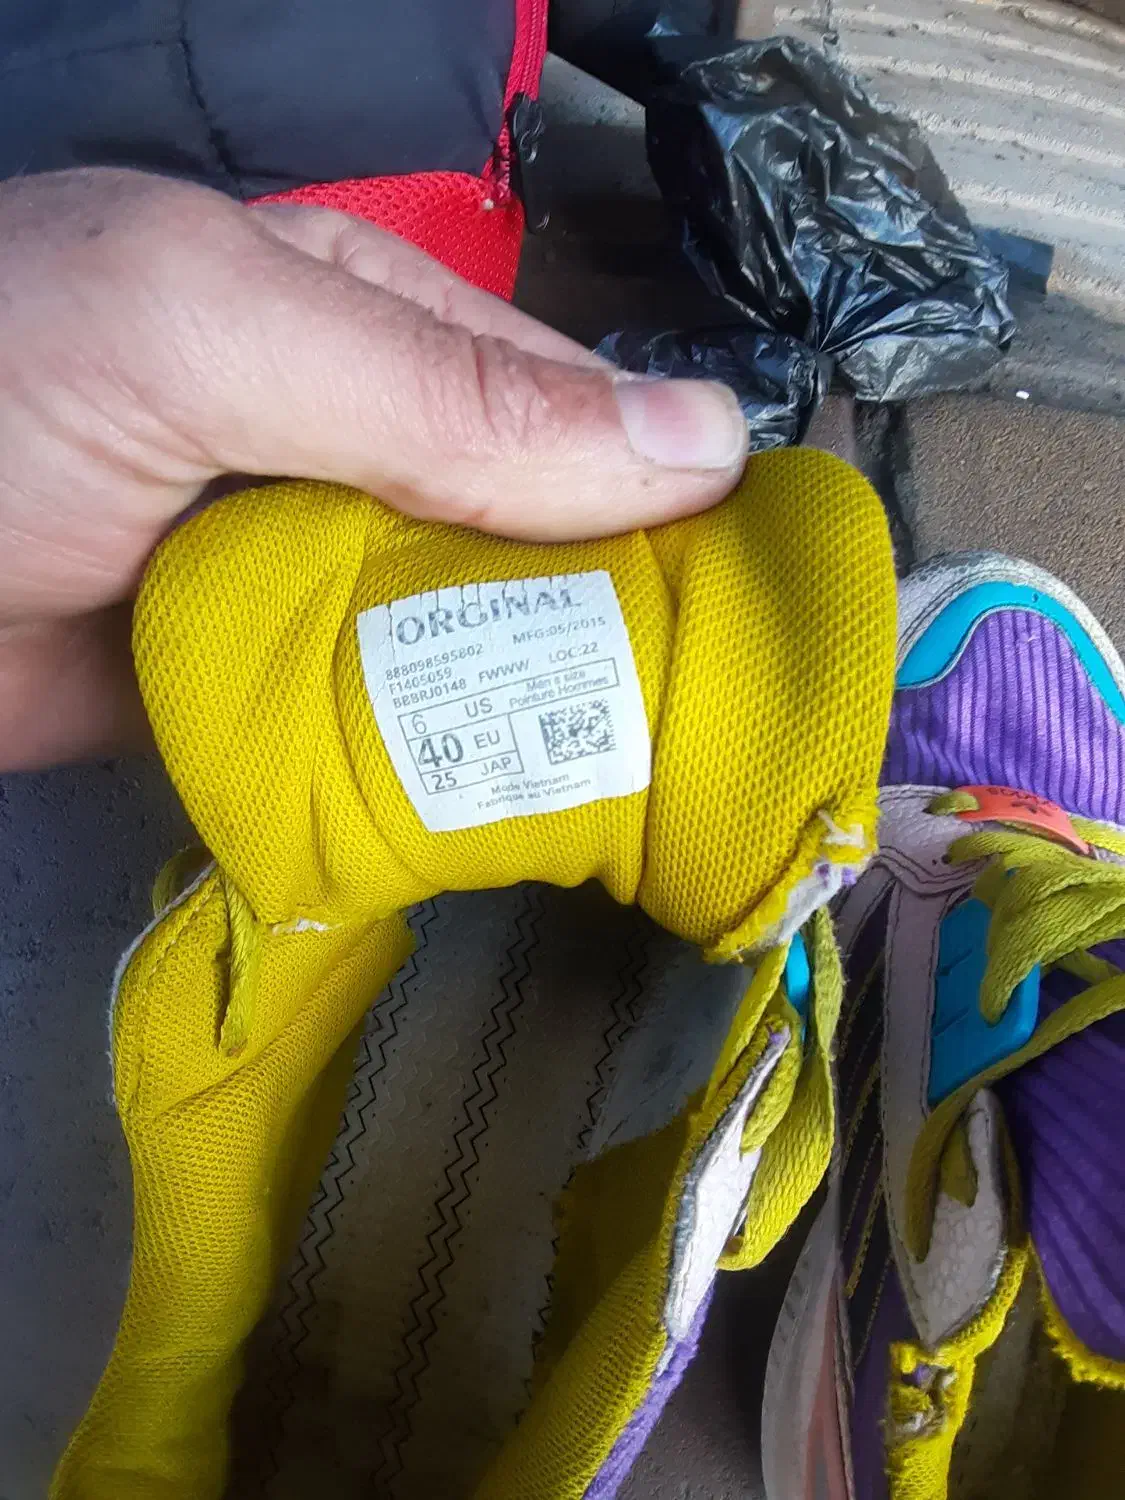 ORGINAL
MFG:05/2015
888098595802
F1405059 FWWW LOC:22
BBBRJ0148
Men s size
Pointure Hommes
6 US
40 EU
25 JAP
Made Vietnam
Fabrique au Vietnam